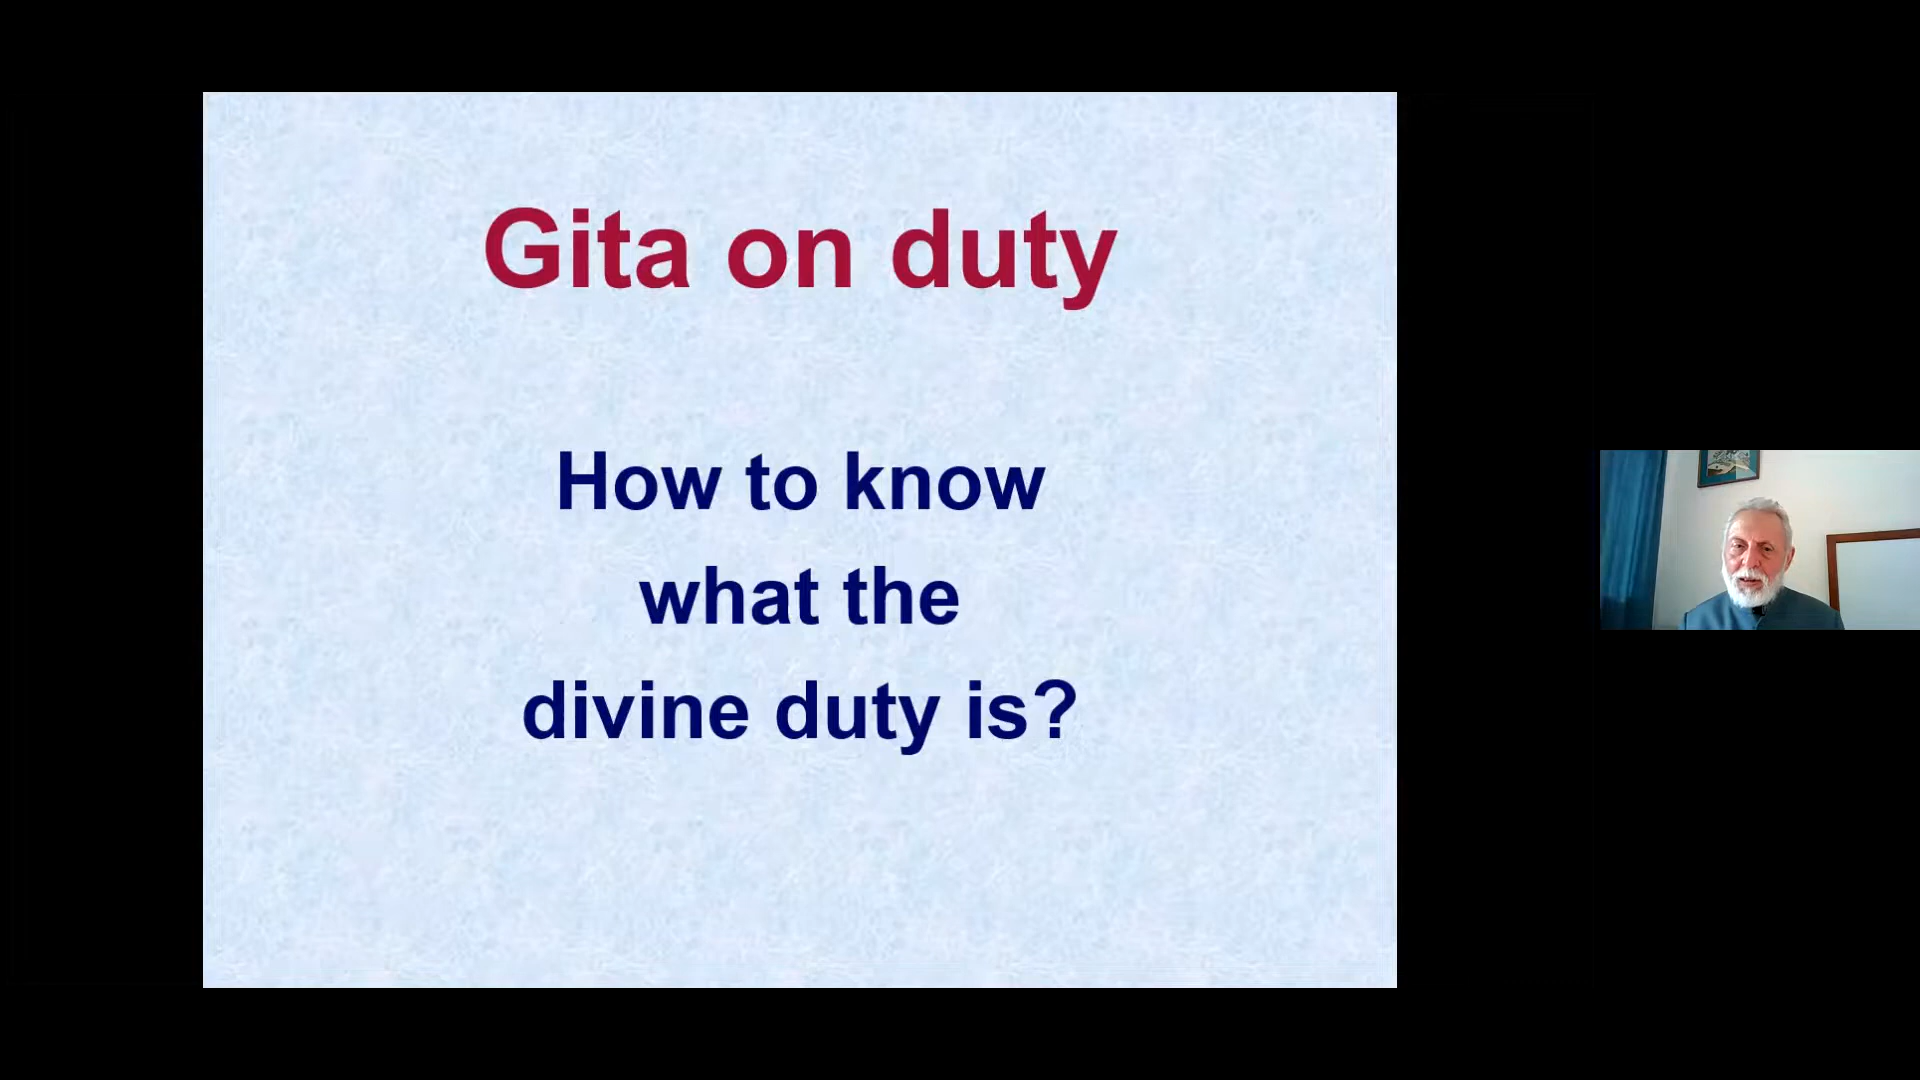 Gita on duty
How to know
what the
divine duty is?